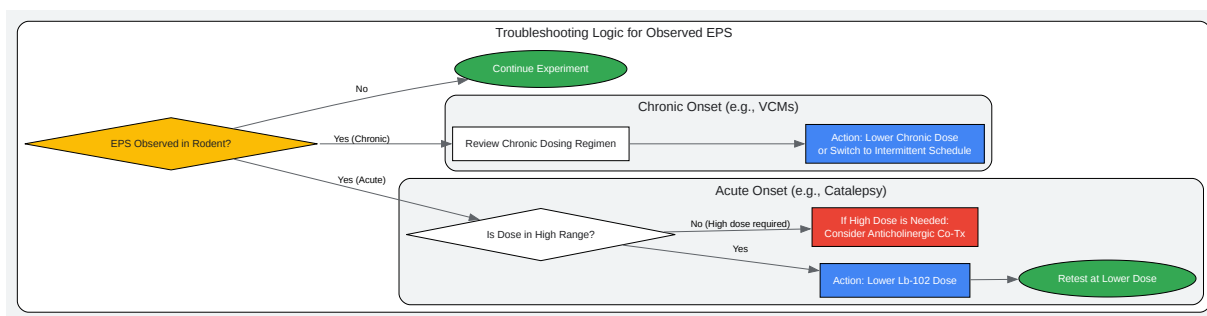 Troubleshooting Logic for Observed EPS
Continue Experiment
No
Chronic Onset (e.g., VCMs)
EPS Observed in Rodent?
Yes (Chronic)
Review Chronic Dosing Regimen
Action: Lower Chronic Dose
or Switch to Intermittent Schedule
Yes (Acute)
Acute Onset (e.g., Catalepsy)
Is Dose in High Range?
No (High dose required)
If High Dose is Needed:
Consider Anticholinergic Co-Tx
Yes
Action: Lower Lb-102 Dose
Retest at Lower Dose